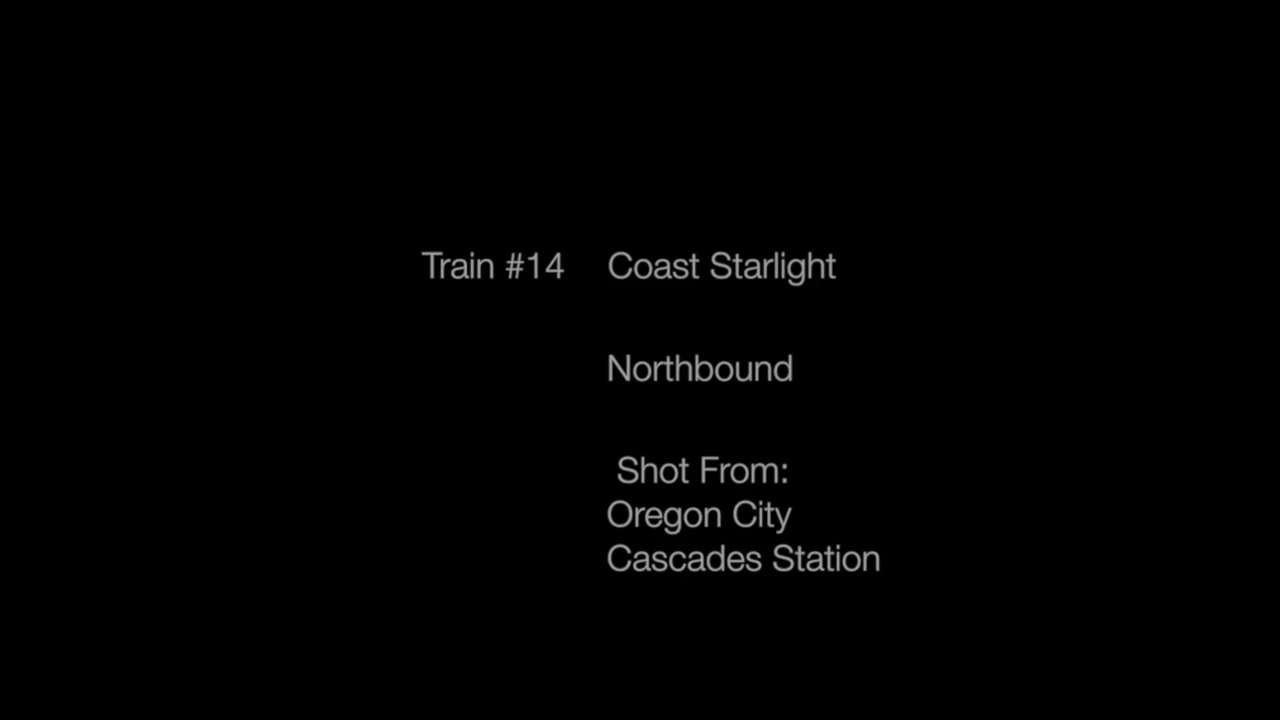 Train #14 Coast Starlight
Northbound
Shot From:
Oregon City
Cascades Station